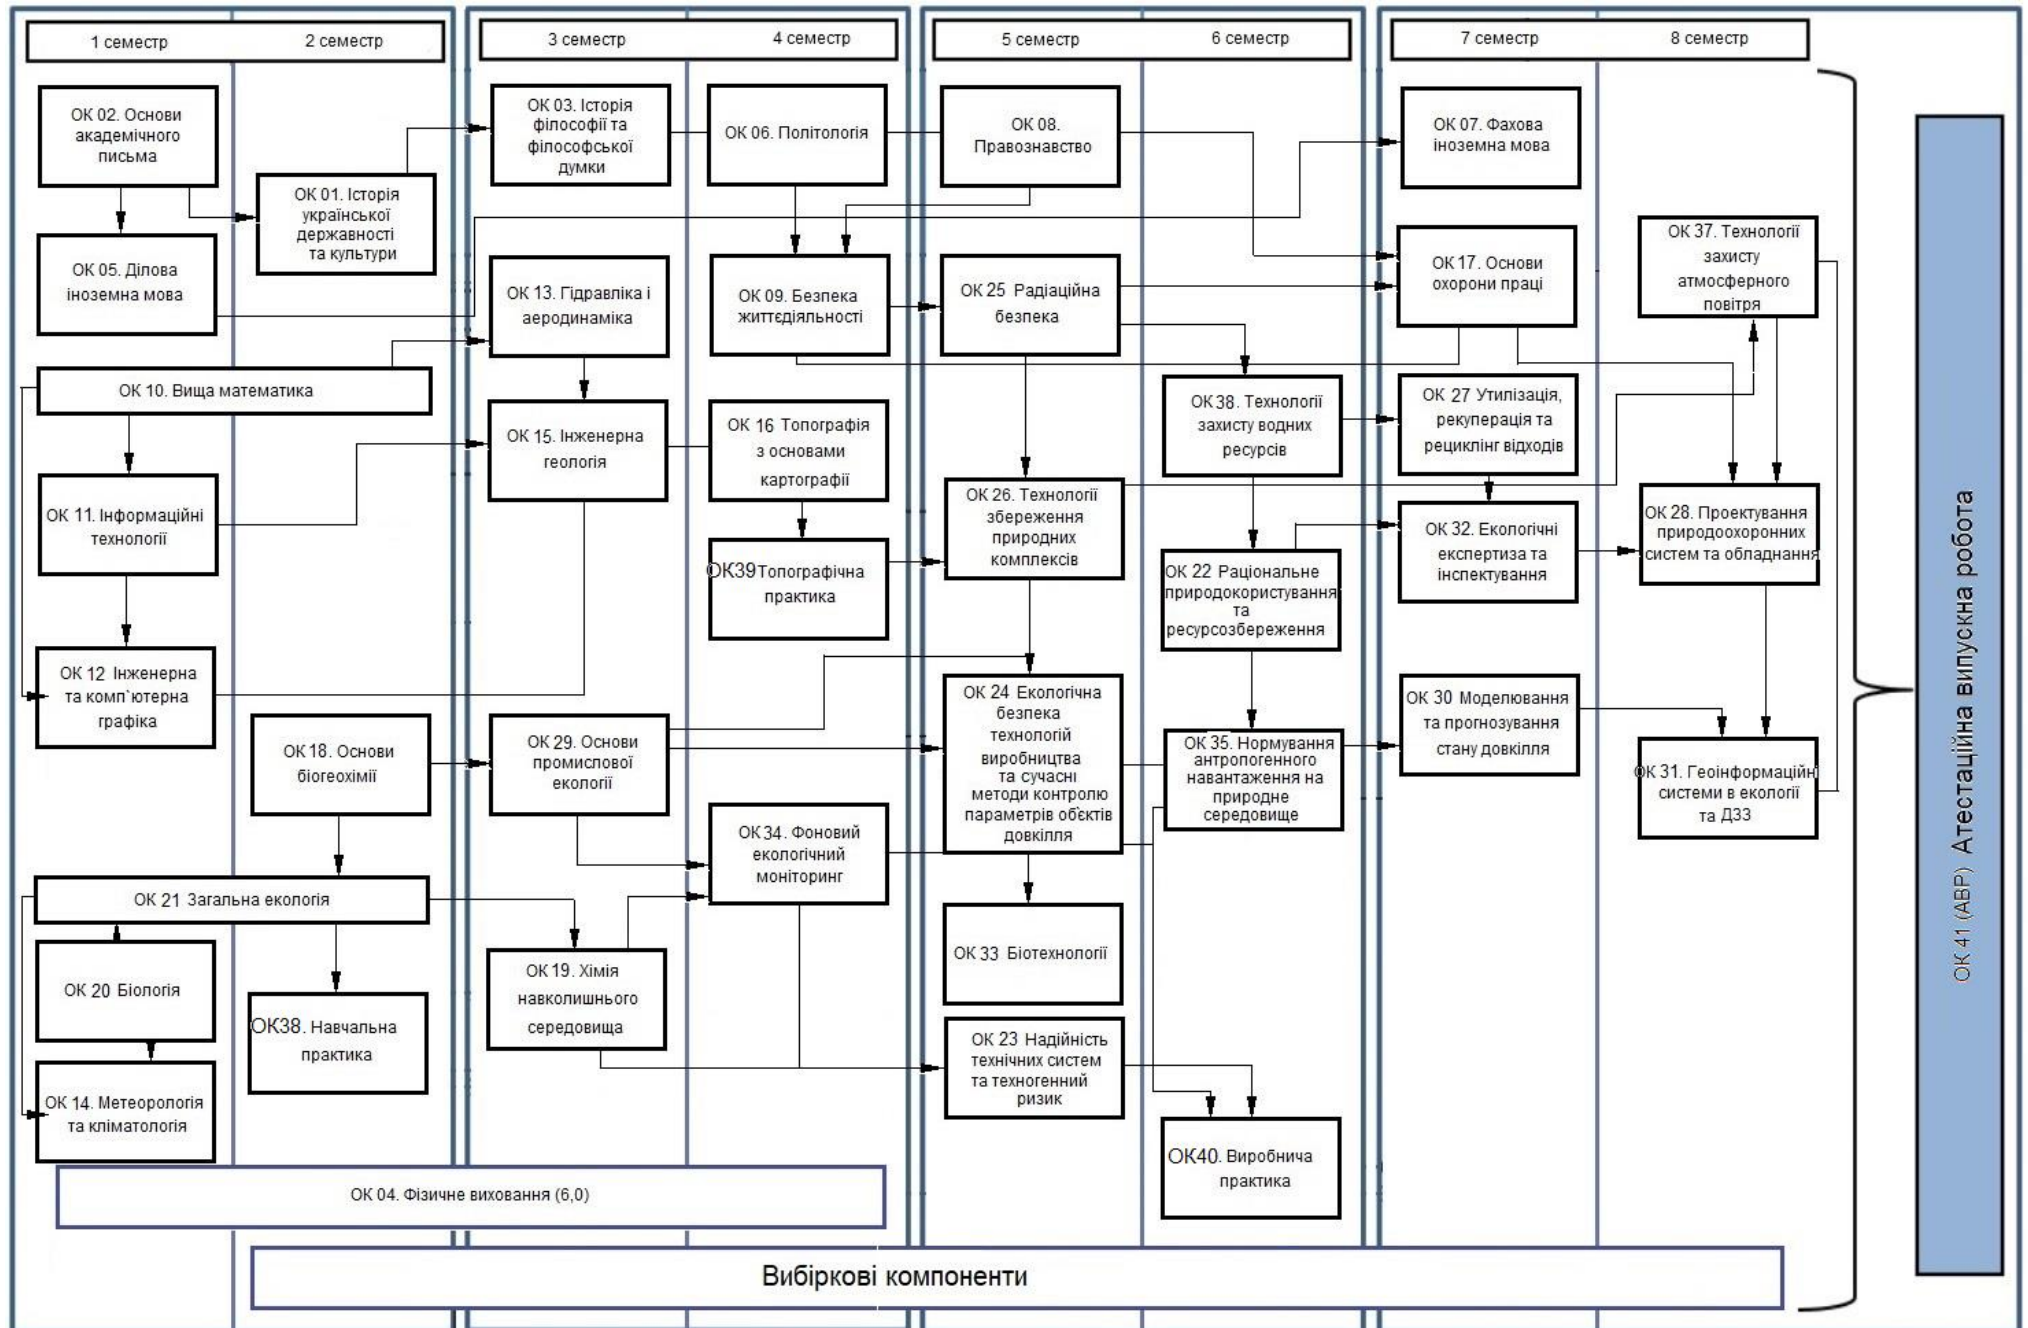 1 семестр
2 семестр
3 семестр
4 семестр
5 семестр
6 семестр
7 семестр
8 семестр
ОК 02. Основи
академічного
письма
ОК 01. Історія
української
державності
та культури
ОК 05. Ділова
іноземна мова
ОК 10. Вища математика
ОК 11. Інформаційні
технології
ОК 12 Інженерна
та комп`ютерна
графіка
ОК 18. Основи
біогеохімії
ОК 21 Загальна екологія
ОК 20 Біологія
ОК38. Навчальна
практика
ОК 14. Метеорологія
та кліматологія
ОК 03. Історія
філософії та
філософської
думки
ОК 06. Політологія
ОК 13. Гідравліка і
аеродинаміка
ОК 09. Безпека
життєдіяльності
ОК 15. Інженерна
геологія
ОК 16 Топографія
з основами
картографії
ОК39 Топографічна
практика
ОК 29. Основи
промислової
екології
ОК 34. Фоновий
екологічний
моніторинг
ОК 19. Хімія
навколишнього
середовища
ОК 08.
Правознавство
ОК 25 Радіаційна
безпека
ОК 38. Технології
захисту водних
ресурсів
ОК 26. Технології
збереження
природних
комплексів
ОК 22 Раціональне
природокористування
та
ресурсозбереження
ОК 24 Екологічна
безпека
технологій
виробництва
та сучасні
методи контролю
параметрів об'єктів
довкілля
ОК 35. Нормування
антропогенного
навантаження на
природне
середовище
ОК 33 Біотехнології
ОК 23 Надійність
технічних систем
та техногенний
ризик
ОК40. Виробнича
практика
ОК 07. Фахова
іноземна мова
ОК 17. Основи
охорони праці
ОК 37. Технології
захисту
атмосферного
повітря
ОК 27 Утилізація,
рекуперація та
рециклінг відходів
ОК 32. Екологічні
експертиза та
інспектування
ОК 28. Проектування
природоохоронних
систем та обладнання
ОК 30 Моделювання
та прогнозування
стану довкілля
ОК 31. Геоінформаційні
системи в екології
та ДЗЗ
ОК 41 (АВР) Атестаційна випускна робота
ОК 04. Фізичне виховання (6,0)
Вибіркові компоненти